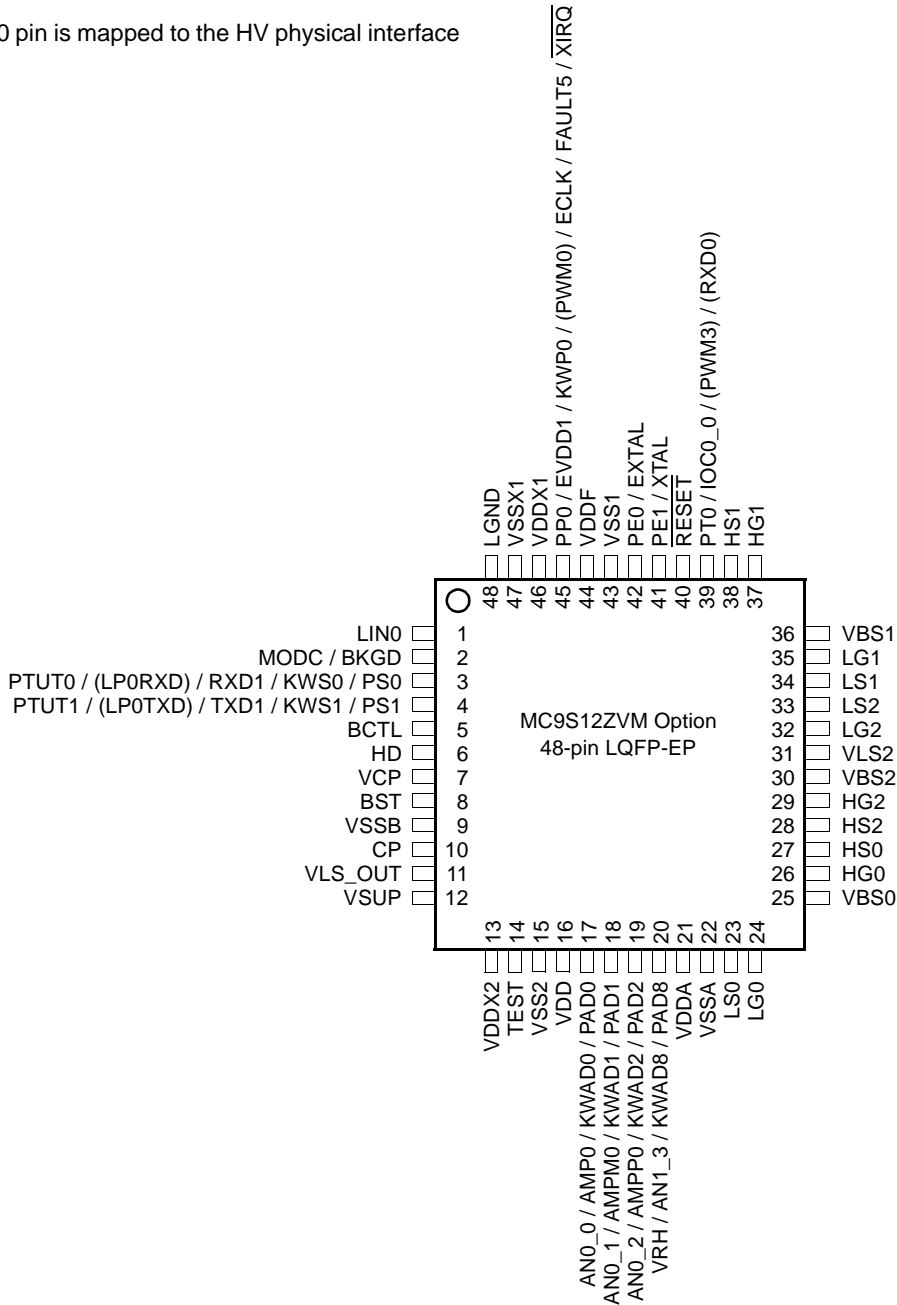 0 pin is mapped to the HV physical interface
LGND
VSSX1
VDDX1
PP0 / EVDD1 / KWP0 / (PWM0) / ECLK / FAULT5 / XIRQ
VDDF
VSS1
PE0 / EXTAL
PE1 / XTAL
RESET
PT0 / IOC0_0 / (PWM3) / (RXD0)
HS1
HG1
48
47
46
45
44
43
42
41
40
39
38
37
LIN0 1
MODC / BKGD 2
PTUT0 / (LP0RXD) / RXD1 / KWS0 / PS0 3
PTUT1 / (LP0TXD) / TXD1 / KWS1 / PS1 4
BCTL 5
HD 6
VCP 7
BST 8
VSSB 9
CP 10
VLS_OUT 11
VSUP 12
MC9S12ZVM Option
48-pin LQFP-EP
36 VBS1
35 LG1
34 LS1
33 LS2
32 LG2
31 VLS2
30 VBS2
29 HG2
28 HS2
27 HS0
26 HG0
25 VBS0
13
14
15
16
17
18
19
20
21
22
23
24
VDDX2
TEST
VSS2
VDD
AN0_0 / AMP0 / KWAD0 / PAD0
AN0_1 / AMPM0 / KWAD1 / PAD1
AN0_2 / AMPP0 / KWAD2 / PAD2
VRH / AN1_3 / KWAD8 / PAD8
VDDA
VSSA
LS0
LG0